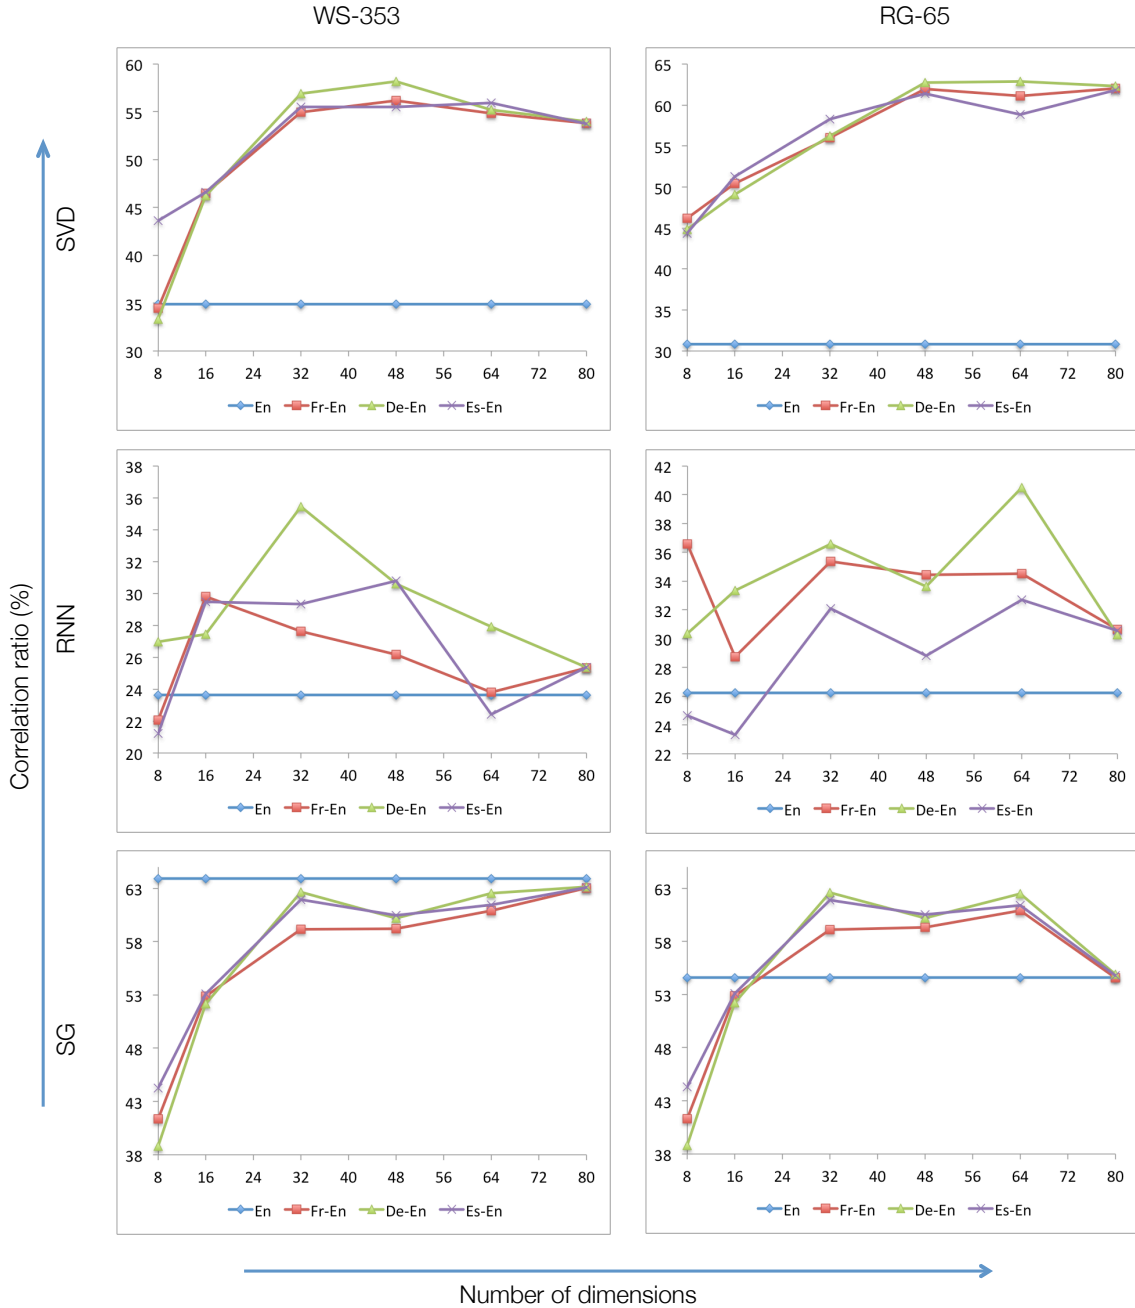 WS-353
RG-65
Correlation ratio (%)
SVD
60
55
50
45
40
35
30
8 16 24 32 40 48 56 64 72 80
En Fr-En De-En Es-En
65
60
55
50
45
40
35
30
8 16 24 32 40 48 56 64 72 80
En Fr-En De-En Es-En
RNN
38
36
34
32
30
28
26
24
22
20
8 16 24 32 40 48 56 64 72 80
En Fr-En De-En Es-En
42
40
38
36
34
32
30
28
26
24
22
8 16 24 32 40 48 56 64 72 80
En Fr-En De-En Es-En
SG
63
58
53
48
43
38
8 16 24 32 40 48 56 64 72 80
En Fr-En De-En Es-En
63
58
53
48
43
38
8 16 24 32 40 48 56 64 72 80
En Fr-En De-En Es-En
Number of dimensions